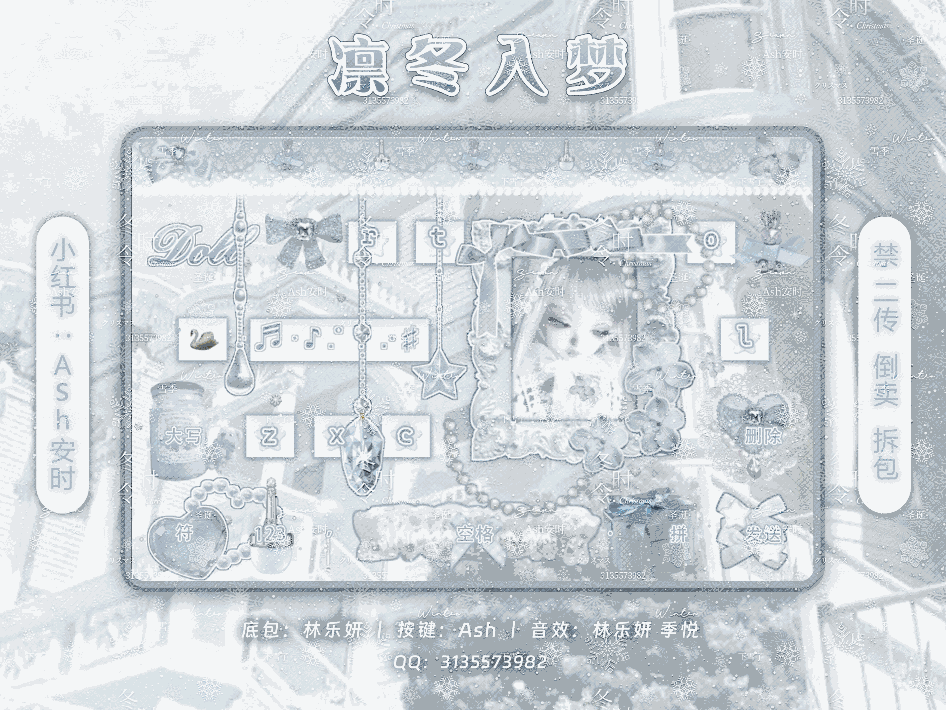 凛冬入梦
Doll
r
t
o
l
大写
z
x
c
删除
符
123
空格
拼
发送
小红书:Ash安时
禁二传 倒卖 拆包
底包：林乐妍 | 按键：Ash | 音效：林乐妍 季悦
QQ：3135573982